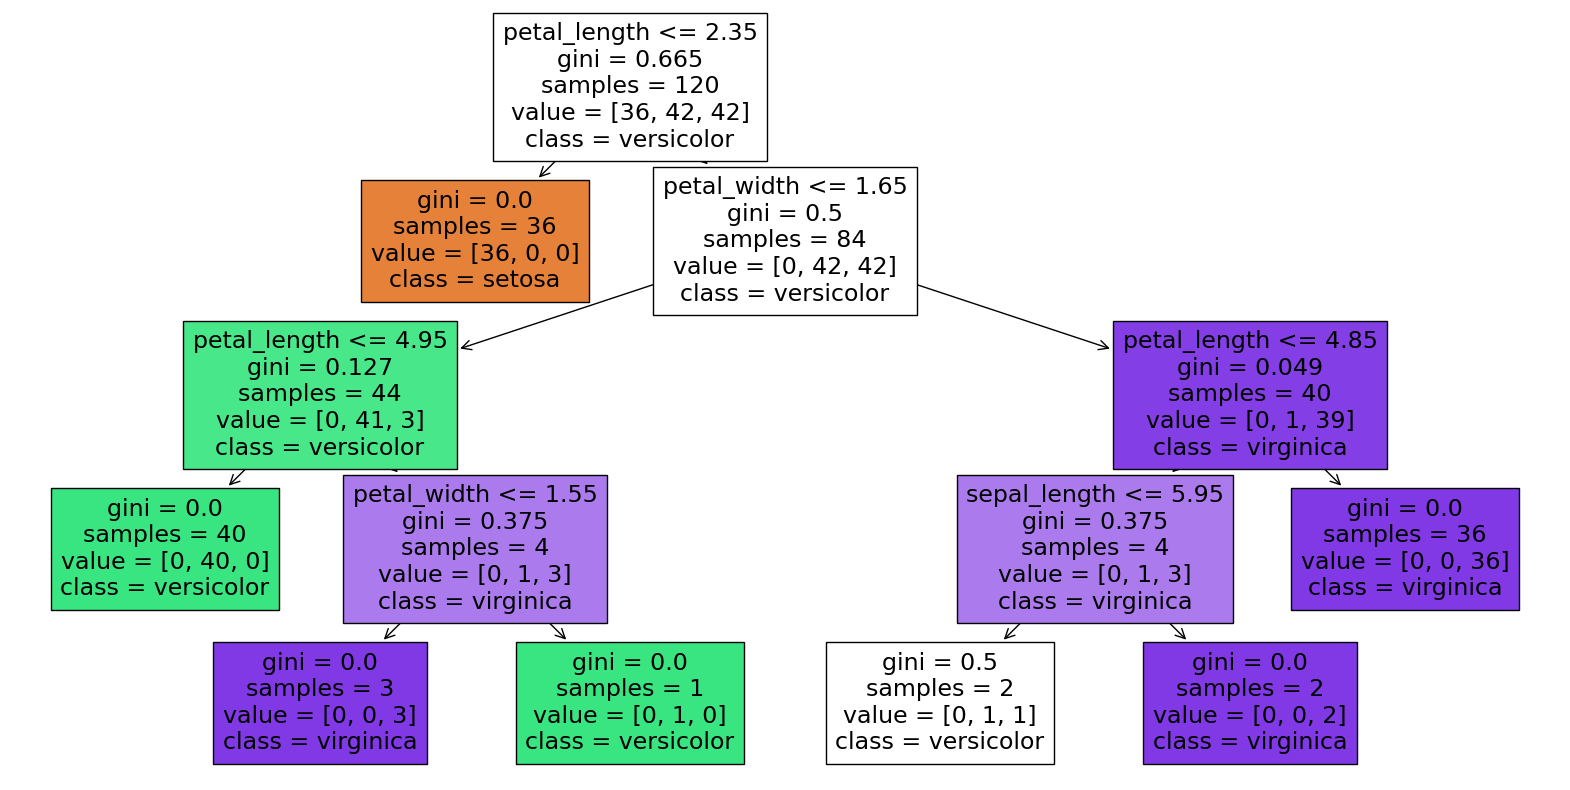 petal_length <= 2.35
gini = 0.665
samples = 120
value = [36, 42, 42]
class = versicolor
gini = 0.0
samples = 36
value = [36, 0, 0]
class = setosa
petal_width <= 1.65
gini = 0.5
samples = 84
value = [0, 42, 42]
class = versicolor
petal_length <= 4.95
gini = 0.127
samples = 44
value = [0, 41, 3]
class = versicolor
petal_length <= 4.85
gini = 0.049
samples = 40
value = [0, 1, 39]
class = virginica
gini = 0.0
samples = 40
value = [0, 40, 0]
class = versicolor
petal_width <= 1.55
gini = 0.375
samples = 4
value = [0, 1, 3]
class = virginica
sepal_length <= 5.95
gini = 0.375
samples = 4
value = [0, 1, 3]
class = virginica
gini = 0.0
samples = 36
value = [0, 0, 36]
class = virginica
gini = 0.0
samples = 3
value = [0, 0, 3]
class = virginica
gini = 0.0
samples = 1
value = [0, 1, 0]
class = versicolor
gini = 0.5
samples = 2
value = [0, 1, 1]
class = versicolor
gini = 0.0
samples = 2
value = [0, 0, 2]
class = virginica